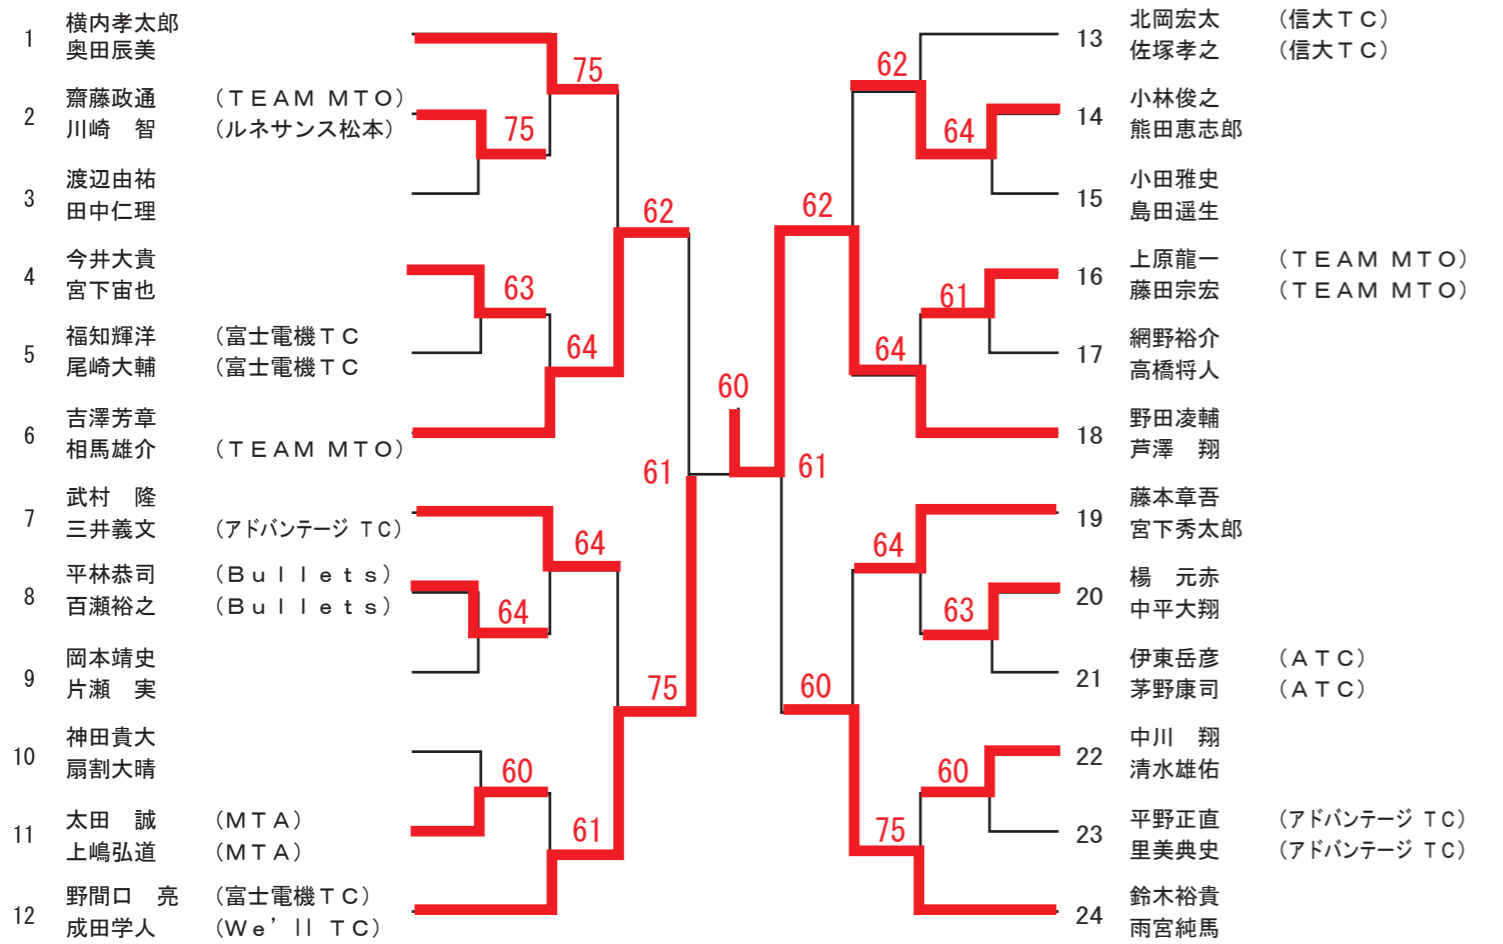 1
横内孝太郎
奥田辰美
2
齋藤政通 (TEAM MTO)
川崎 智 (ルネサンス松本)
3
渡辺由祐
田中仁理
4
今井大貴
宮下宙也
5
福知輝洋 (富士電機TC
尾崎大輔 (富士電機TC
6
吉澤芳章
相馬雄介 (TEAM MTO)
7
武村 隆
三井義文 (アドバンテージ TC)
8
平林恭司 (Bullets)
百瀬裕之 (Bullets)
9
岡本靖史
片瀬 実
10
神田貴大
扇割大晴
11
太田 誠 (MTA)
上嶋弘道 (MTA)
12
野間口 亮 (富士電機TC)
成田学人 (We'll TC)
75
75
62
63
64
61
64
64
75
60
61
60
62
64
62
61
64
61
64
63
60
60
75
13
北岡宏太 (信大TC)
佐塚孝之 (信大TC)
14
小林俊之
熊田恵志郎
15
小田雅史
島田遥生
16
上原龍一 (TEAM MTO)
藤田宗宏 (TEAM MTO)
17
網野裕介
高橋将人
18
野田凌輔
芦澤 翔
19
藤本章吾
宮下秀太郎
20
楊 元赤
中平大翔
21
伊東岳彦 (ATC)
茅野康司 (ATC)
22
中川 翔
清水雄佑
23
平野正直 (アドバンテージ TC)
里美典史 (アドバンテージ TC)
24
鈴木裕貴
雨宮純馬